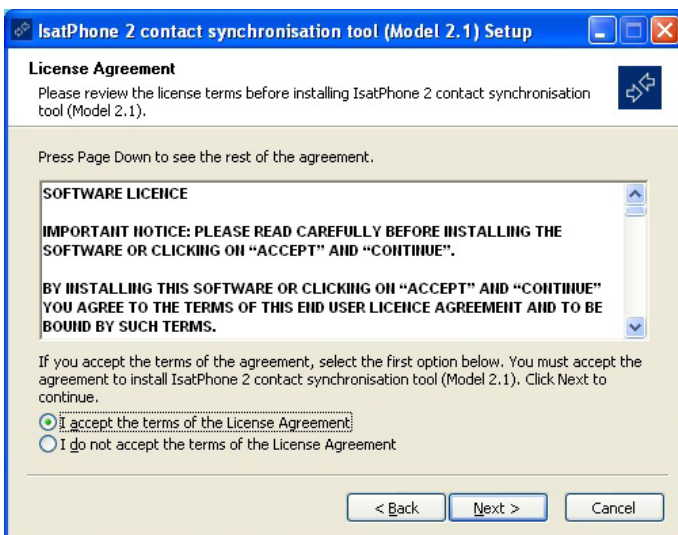 IsatPhone 2 contact synchronisation tool (Model 2.1) Setup
License Agreement
Please review the license terms before installing IsatPhone 2 contact synchronisation
tool (Model 2.1).
Press Page Down to see the rest of the agreement.
SOFTWARE LICENCE
IMPORTANT NOTICE: PLEASE READ CAREFULLY BEFORE INSTALLING THE
SOFTWARE OR CLICKING ON “ACCEPT” AND “CONTINUE”.
BY INSTALLING THIS SOFTWARE OR CLICKING ON “ACCEPT” AND “CONTINUE”
YOU AGREE TO THE TERMS OF THIS END USER LICENCE AGREEMENT AND TO BE
BOUND BY SUCH TERMS.
If you accept the terms of the agreement, select the first option below. You must accept the
agreement to install IsatPhone 2 contact synchronisation tool (Model 2.1). Click Next to
continue.
I accept the terms of the License Agreement
I do not accept the terms of the License Agreement
< Back Next > Cancel